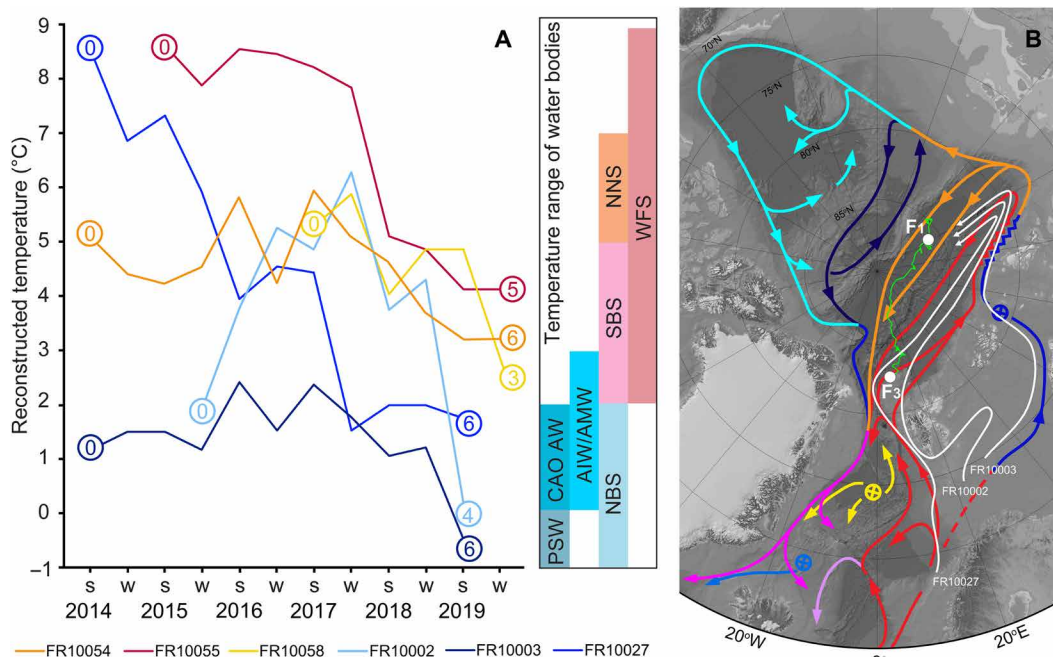 A
B
Reconstructed temperature (°C)
9
8
7
6
5
4
3
2
1
0
–1
0
0
0
0
0
0
5
6
3
6
4
6
S W S W S W S W S W S W
2014 2015 2016 2017 2018 2019
FR10054 FR10055 FR10058 FR10002 FR10003 FR10027
Temperature range of water bodies
PSW
CAO AW
AIW/AMW
NBS
SBS
NNS
WFS
70°N
75°N
80°N
85°N
F1
F3
FR10003
FR10002
FR10027
20°W
20°E